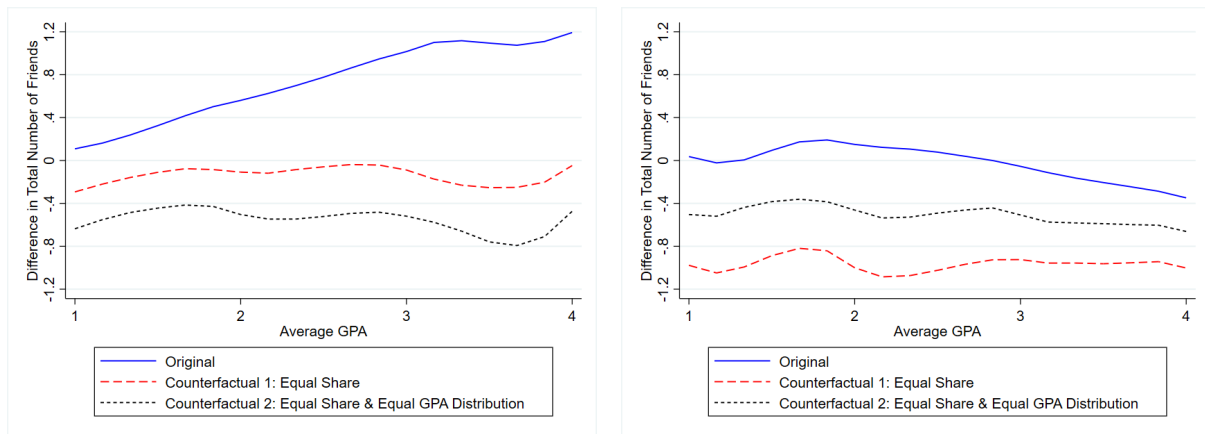 Difference in Total Number of Friends
1.2
.8
.4
0
-.4
-.8
-1.2
1
2
3
4
Average GPA
Original
Counterfactual 1: Equal Share
Counterfactual 2: Equal Share & Equal GPA Distribution
Difference in Total Number of Friends
1.2
.8
.4
0
-.4
-.8
-1.2
1
2
3
4
Average GPA
Original
Counterfactual 1: Equal Share
Counterfactual 2: Equal Share & Equal GPA Distribution